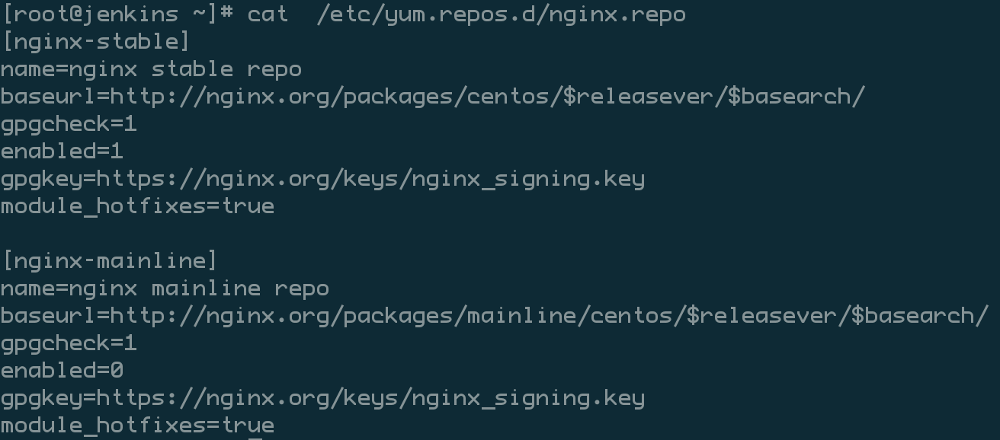 [root@jenkins ~]# cat  /etc/yum.repos.d/nginx.repo
[nginx-stable]
name=nginx stable repo
baseurl=http://nginx.org/packages/centos/$releasever/$basearch/
gpgcheck=1
enabled=1
gpgkey=https://nginx.org/keys/nginx_signing.key
module_hotfixes=true

[nginx-mainline]
name=nginx mainline repo
baseurl=http://nginx.org/packages/mainline/centos/$releasever/$basearch/
gpgcheck=1
enabled=0
gpgkey=https://nginx.org/keys/nginx_signing.key
module_hotfixes=true